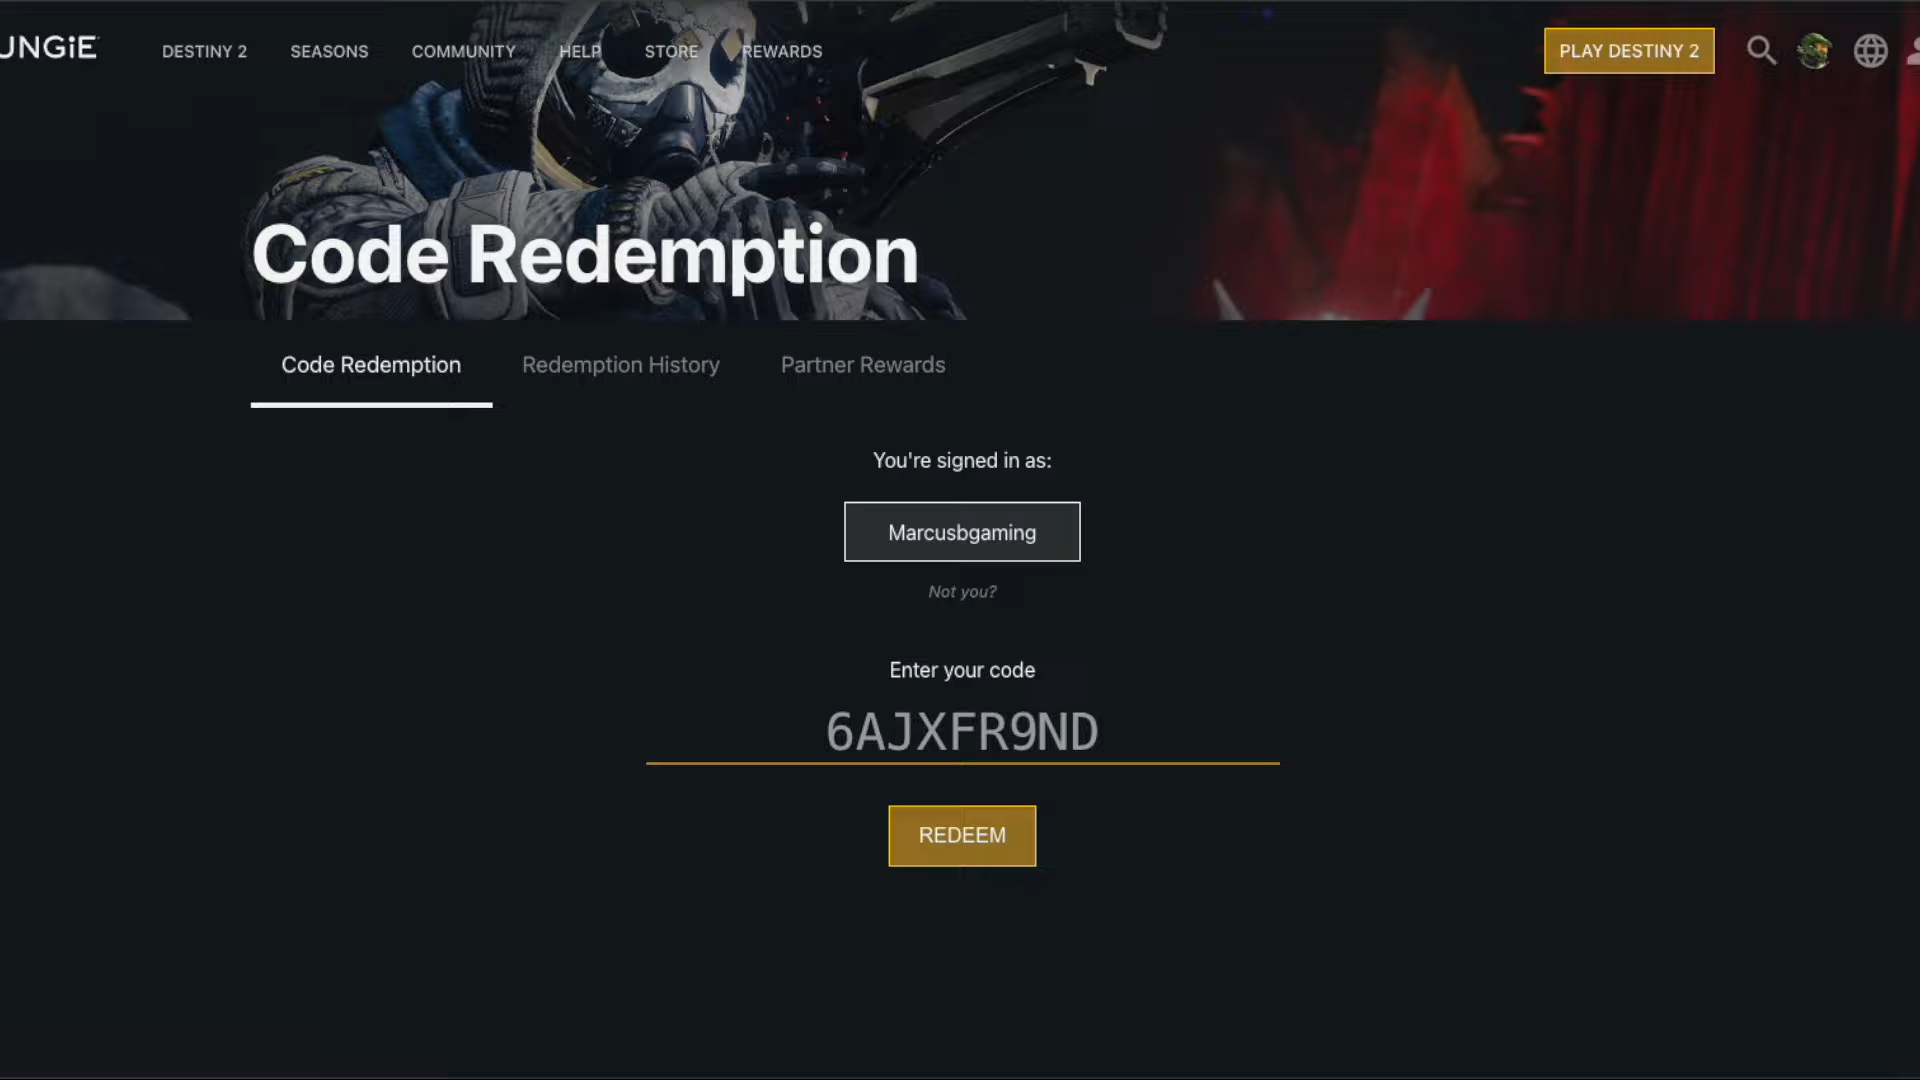 UNGiE
DESTINY 2 SEASONS COMMUNITY HELP STORE REWARDS PLAY DESTINY 2
Code Redemption
Code Redemption Redemption History Partner Rewards
You're signed in as:
Marcusbgaming
Not you?
Enter your code
6AJXFR9ND
REDEEM